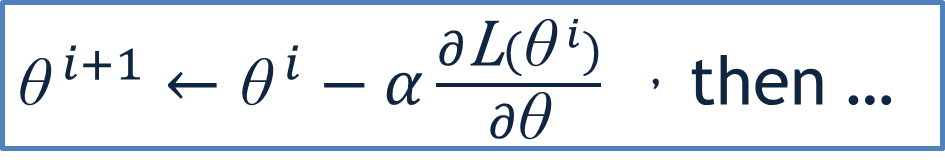 θ^{i+1} ← θ^i − α ∂L(θ^i)/∂θ , then ...